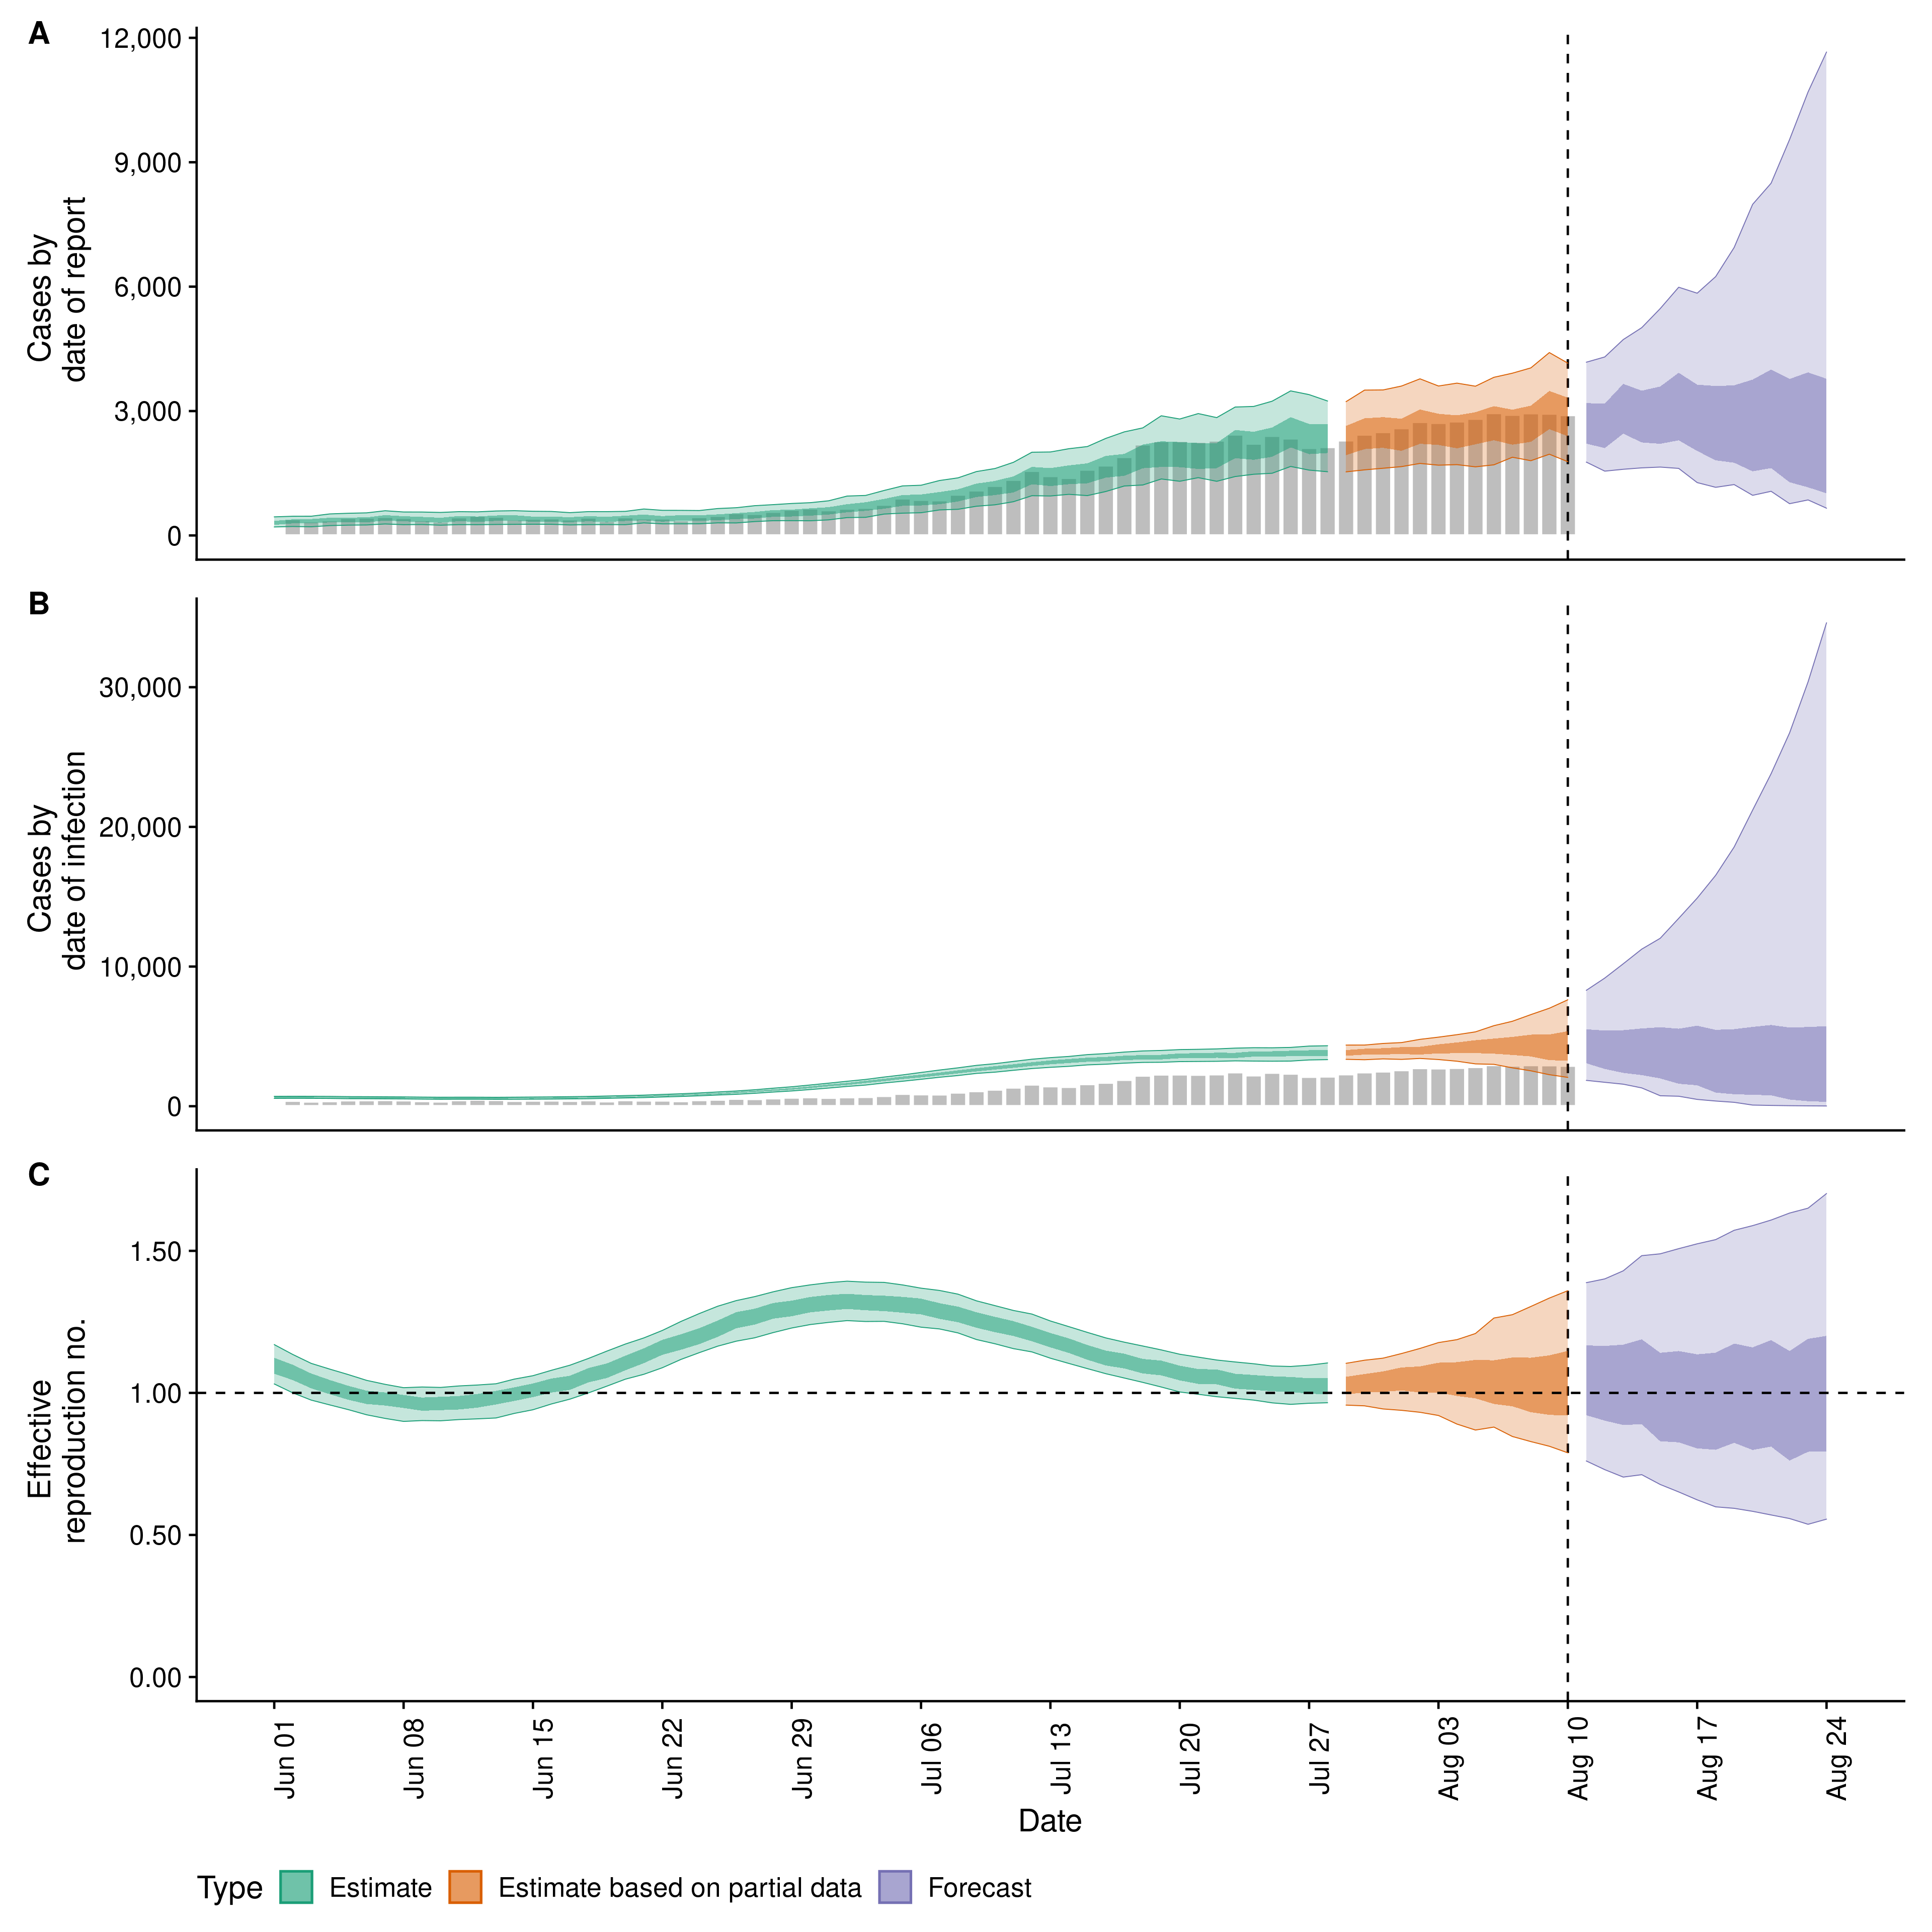 A
12,000
9,000
6,000
3,000
0
Cases by
date of report
B
30,000
20,000
10,000
0
Cases by
date of infection
C
1.50
1.00
0.50
0.00
Effective
reproduction no.
Jun 01
Jun 08
Jun 15
Jun 22
Jun 29
Jul 06
Jul 13
Jul 20
Jul 27
Aug 03
Aug 10
Aug 17
Aug 24
Date
Type Estimate Estimate based on partial data Forecast